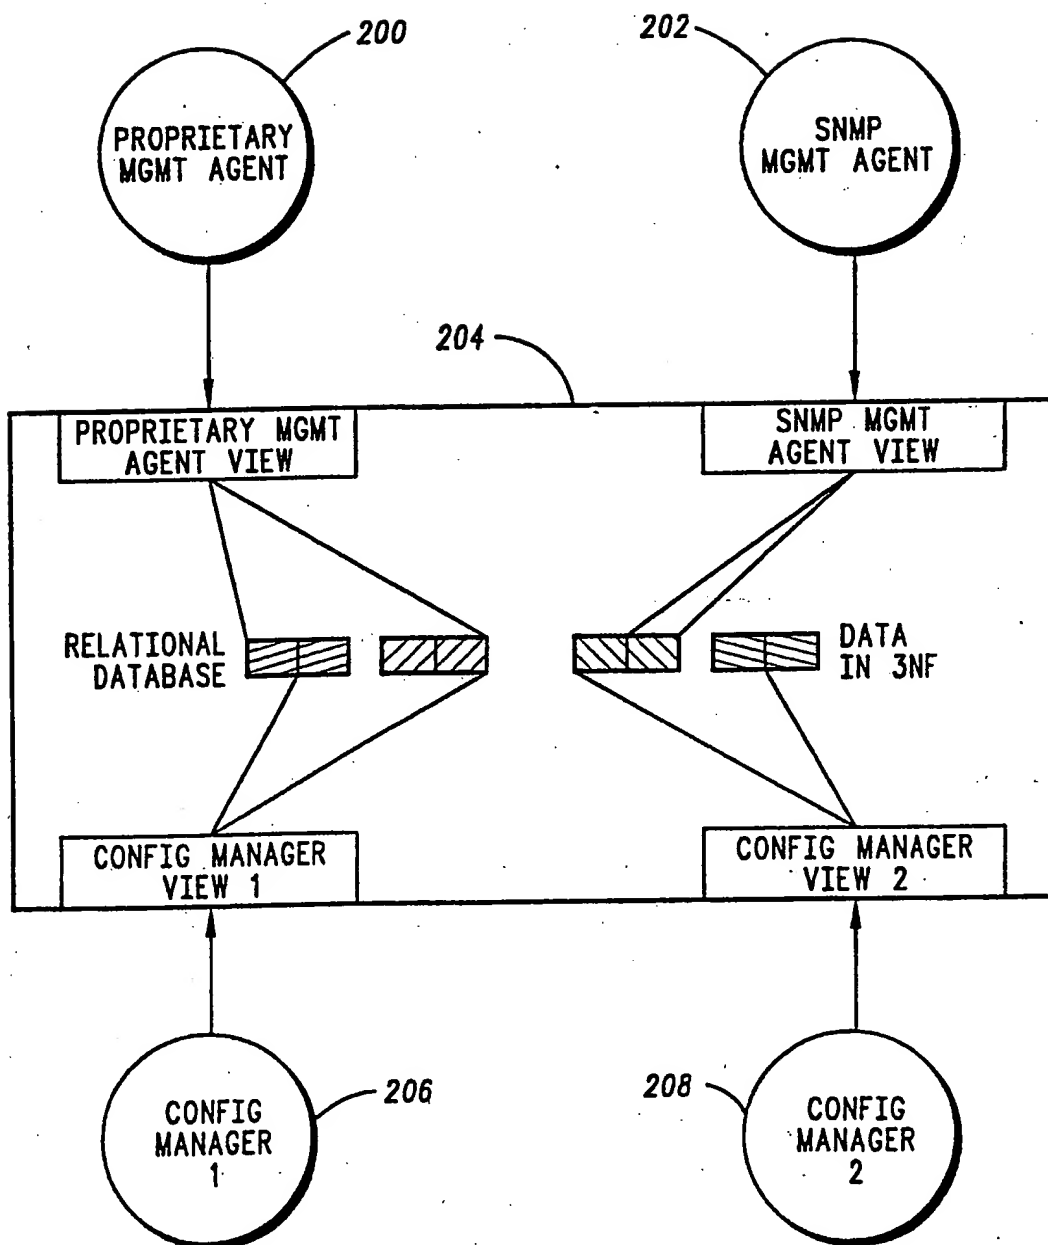 200
202
PROPRIETARY
MGMT AGENT
SNMP
MGMT AGENT
204
PROPRIETARY MGMT
AGENT VIEW
SNMP MGMT
AGENT VIEW
RELATIONAL
DATABASE
DATA
IN 3NF
CONFIG MANAGER
VIEW 1
CONFIG MANAGER
VIEW 2
206
208
CONFIG
MANAGER
1
CONFIG
MANAGER
2